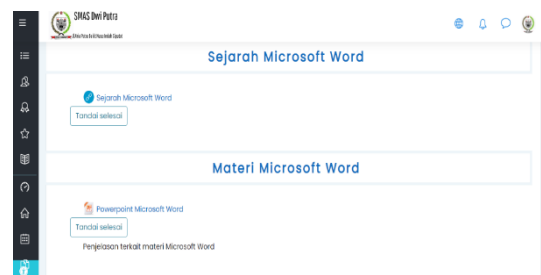 SMAS Dwi Putra
Sejarah Microsoft Word
Sejarah Microsoft Word
Tandai selesai
Materi Microsoft Word
Powerpoint Microsoft Word
Tandai selesai
Penjelasan terkait materi Microsoft Word